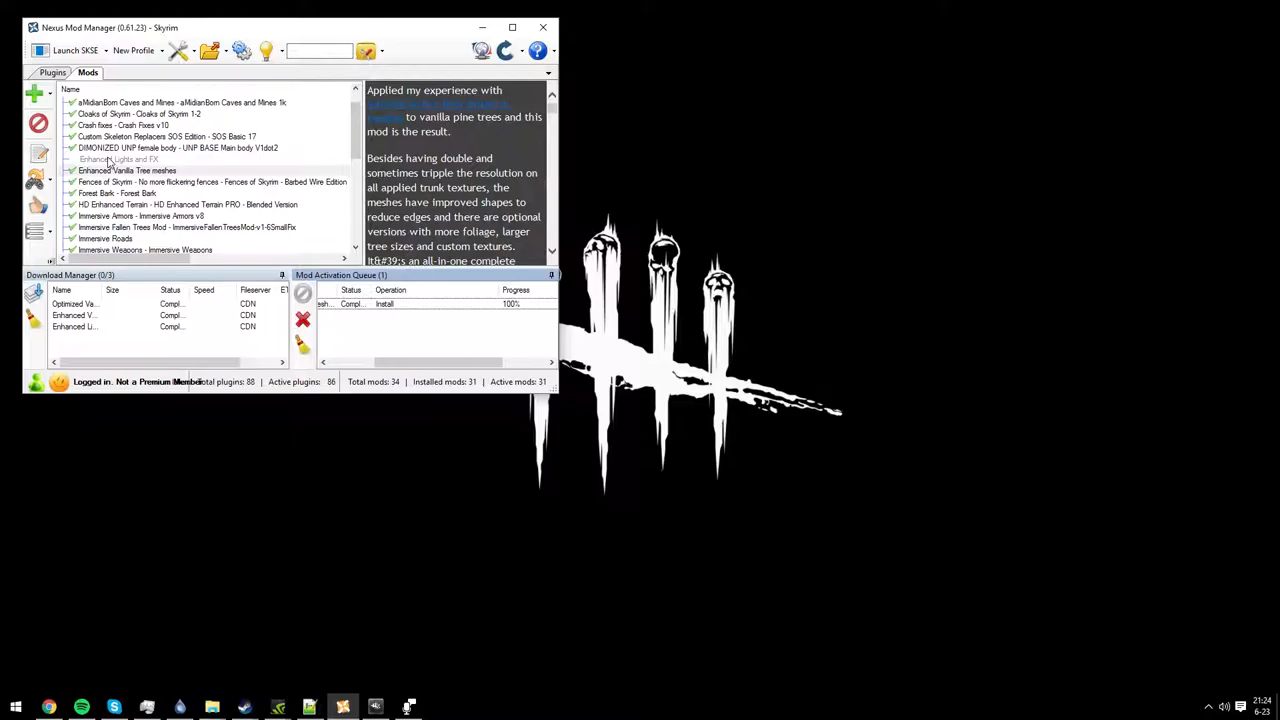 Nexus Mod Manager (0.61.23) - Skyrim
Launch SKSE
New Profile
Plugins
Mods
Name
aMidianBorn Caves and Mines - aMidianBorn Caves and Mines 1k
Cloaks of Skyrim - Cloaks of Skyrim 1-2
Crash fixes - Crash Fixes v10
Custom Skeleton Replacers SOS Edition - SOS Basic 17
DIMONIZED UNP female body - UNP BASE Main body V1dot2
Enhanced Lights and FX
Enhanced Vanilla Tree meshes
Fences of Skyrim - No more flickering fences - Fences of Skyrim - Barbed Wire Edition
Forest Bark - Forest Bark
HD Enhanced Terrain - HD Enhanced Terrain PRO - Blended Version
Immersive Armors - Immersive Armors v8
Immersive Fallen Trees Mod - ImmersiveFallenTreesMod-v1-6SmallFix
Immersive Roads
Immersive Weapons - Immersive Weapons
Applied my experience with
to vanilla pine trees and this
mod is the result.
Besides having double and
sometimes tripple the resolution on
all applied trunk textures, the
meshes have improved shapes to
reduce edges and there are optional
versions with more foliage, larger
tree sizes and custom textures.
It&#39;s an all-in-one complete
Download Manager (0/3)
Name Size Status Speed Fileserver ET
Optimized Va... Compl... CDN
Enhanced V... Compl... CDN
Enhanced Li... Compl... CDN
Mod Activation Queue (1)
Status Operation Progress
esh... Compl... Install 100%
Logged in. Not a Premium Member.
Total plugins: 88 | Active plugins: 86
Total mods: 34 | Installed mods: 31 | Active mods: 31
21:24
6-23